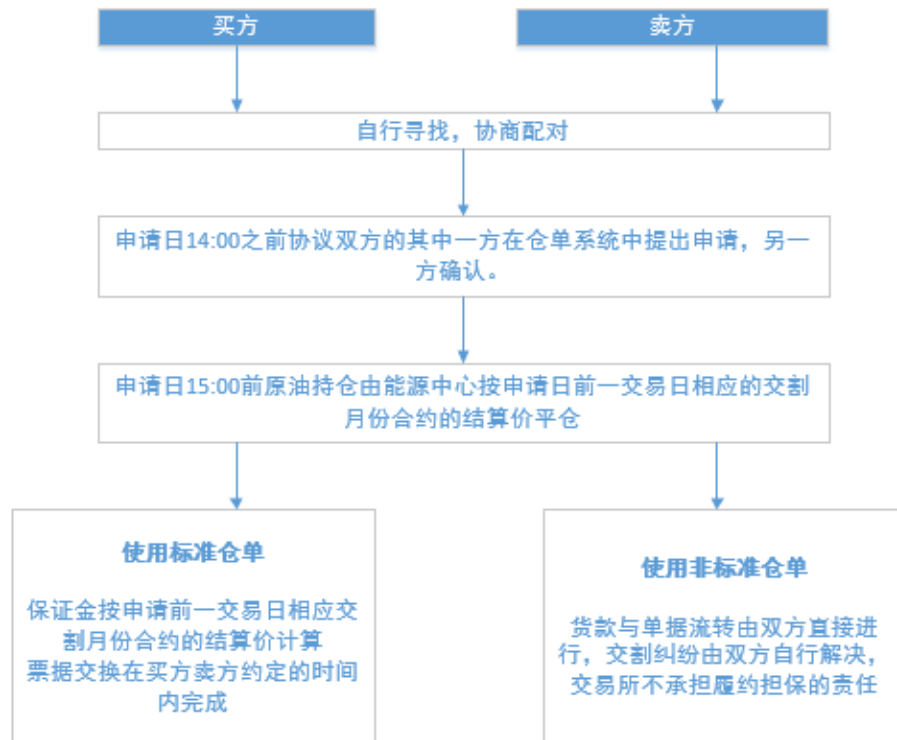 买方
卖方
自行寻找，协商配对
申请日14:00之前协议双方的其中一方在仓单系统中提出申请，另一
方确认。
申请日15:00前原油持仓由能源中心按申请日前一交易日相应的交割
月份合约的结算价平仓
使用标准仓单
保证金按申请前一交易日相应交
割月份合约的结算价计算
票据交换在买方卖方约定的时间
内完成
使用非标准仓单
货款与单据流转由双方直接进
行，交割纠纷由双方自行解决，
交易所不承担履约担保的责任